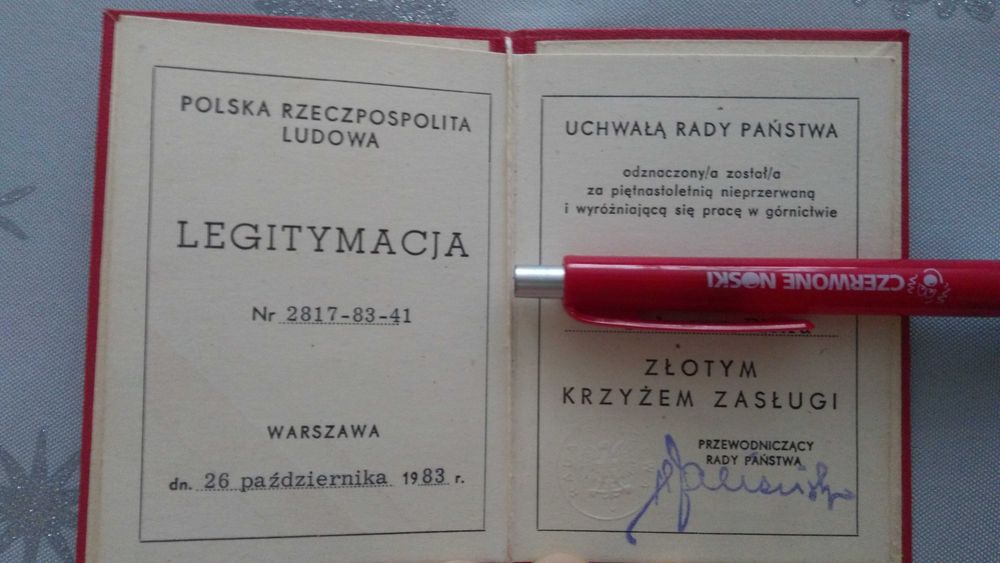 POLSKA RZECZPOSPOLITA
LUDOWA
LEGITYMACJA
Nr 2817-83-41
WARSZAWA
dn. 26 października 1983 r.
UCHWAŁĄ RADY PAŃSTWA
odznaczony/a został/a
za piętnastoletnią nieprzerwaną
i wyróżniającą się pracę w górnictwie
CZERWONE NOSKI
ZŁOTYM
KRZYŻEM ZASŁUGI
PRZEWODNICZĄCY
RADY PAŃSTWA